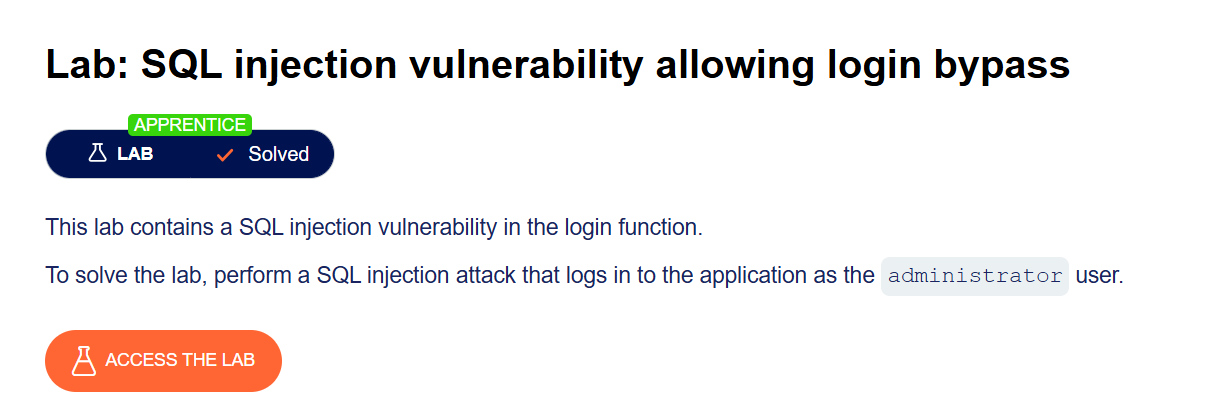 Lab: SQL injection vulnerability allowing login bypass
APPRENTICE
LAB Solved
This lab contains a SQL injection vulnerability in the login function.
To solve the lab, perform a SQL injection attack that logs in to the application as the administrator user.
ACCESS THE LAB